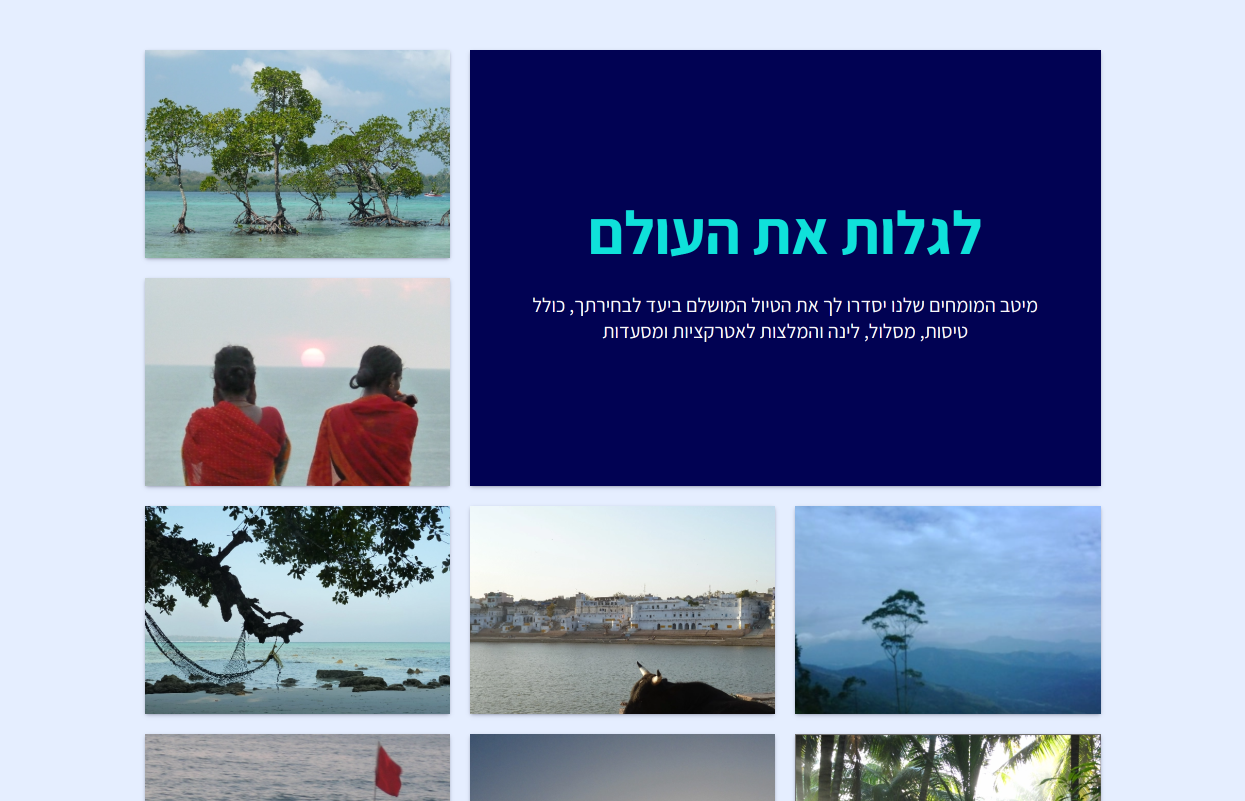 לגלות את העולם
מיטב המומחים שלנו יסדרו לך את הטיול המושלם ביעד לבחירתך, כולל
טיסות, מסלול, לינה והמלצות לאטרקציות ומסעדות